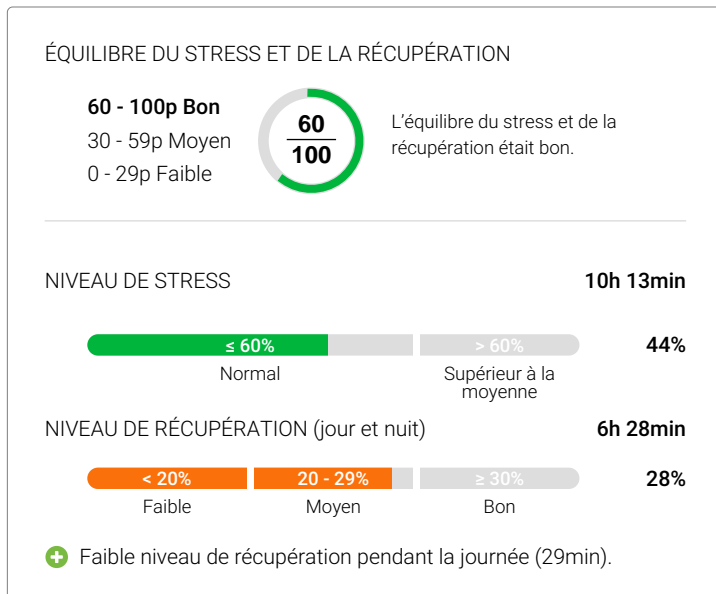 ÉQUILIBRE DU STRESS ET DE LA RÉCUPÉRATION
60 - 100p Bon
30 - 59p Moyen
0 - 29p Faible
60
100
L'équilibre du stress et de la
récupération était bon.
NIVEAU DE STRESS
10h 13min
≤ 60%
> 60%
44%
Normal
Supérieur à la
moyenne
NIVEAU DE RÉCUPÉRATION (jour et nuit)
6h 28min
< 20%
20 - 29%
≥ 30%
28%
Faible
Moyen
Bon
Faible niveau de récupération pendant la journée (29min).